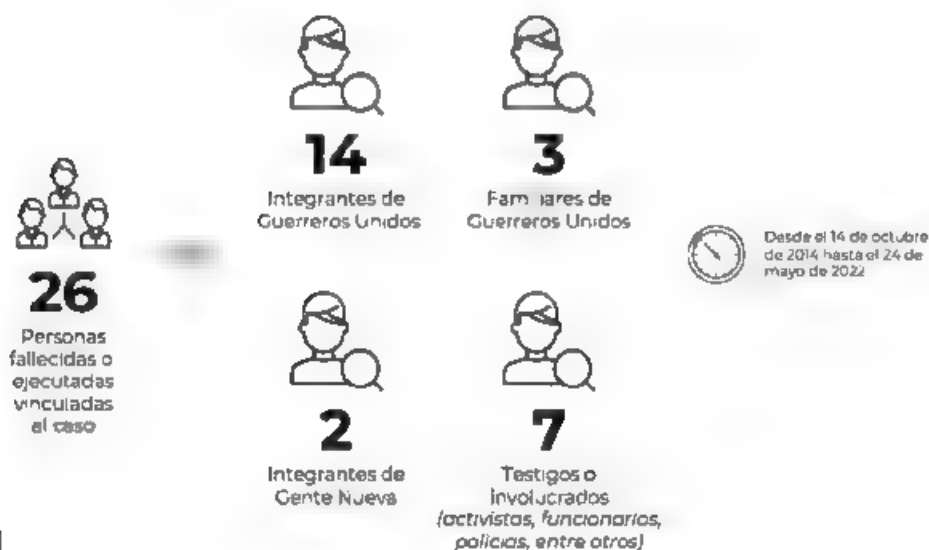 26
Personas
fallecidas o
ejecutadas
vinculadas
al caso
14
Integrantes de
Guerreros Unidos
3
Familiares de
Guerreros Unidos
2
Integrantes de
Gente Nueva
7
Testigos o
involucrados
(activistas, funcionarios,
policías, entre otros)
Desde el 14 de octubre
de 2014 hasta el 24 de
mayo de 2022